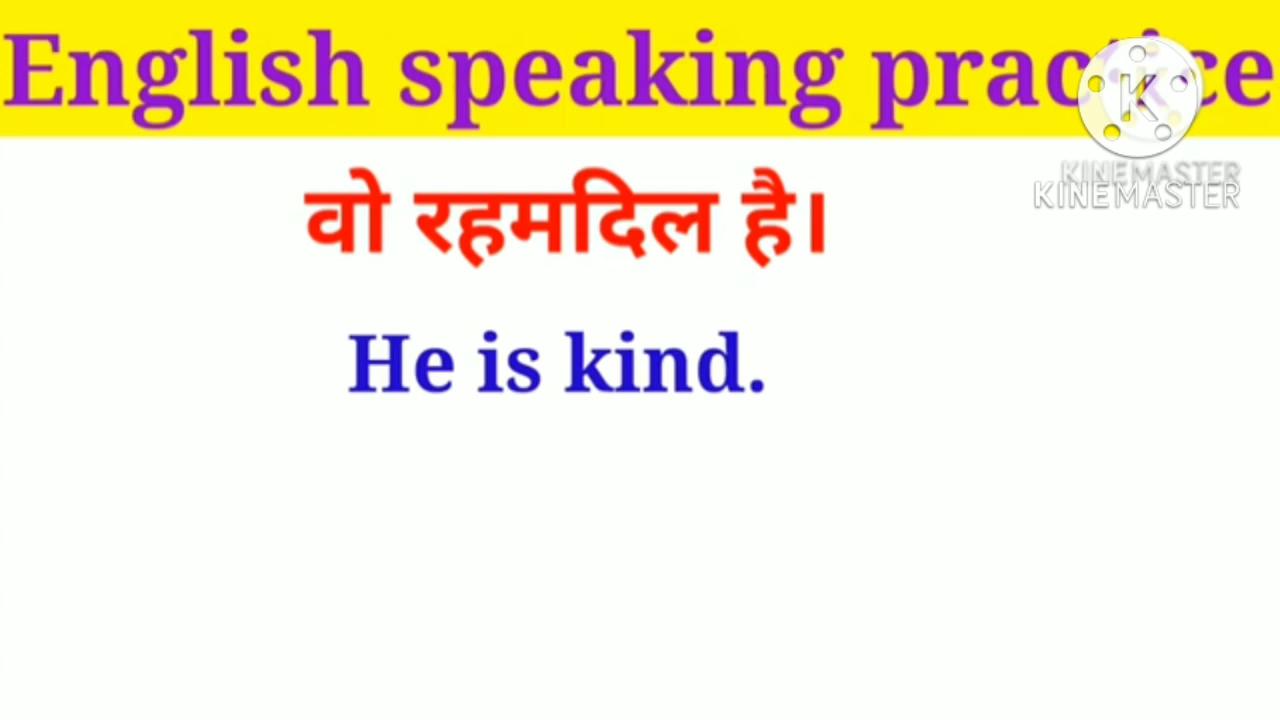 English speaking practice
KINEMASTER
KINEMASTER
वो रहमदिल है।
He is kind.